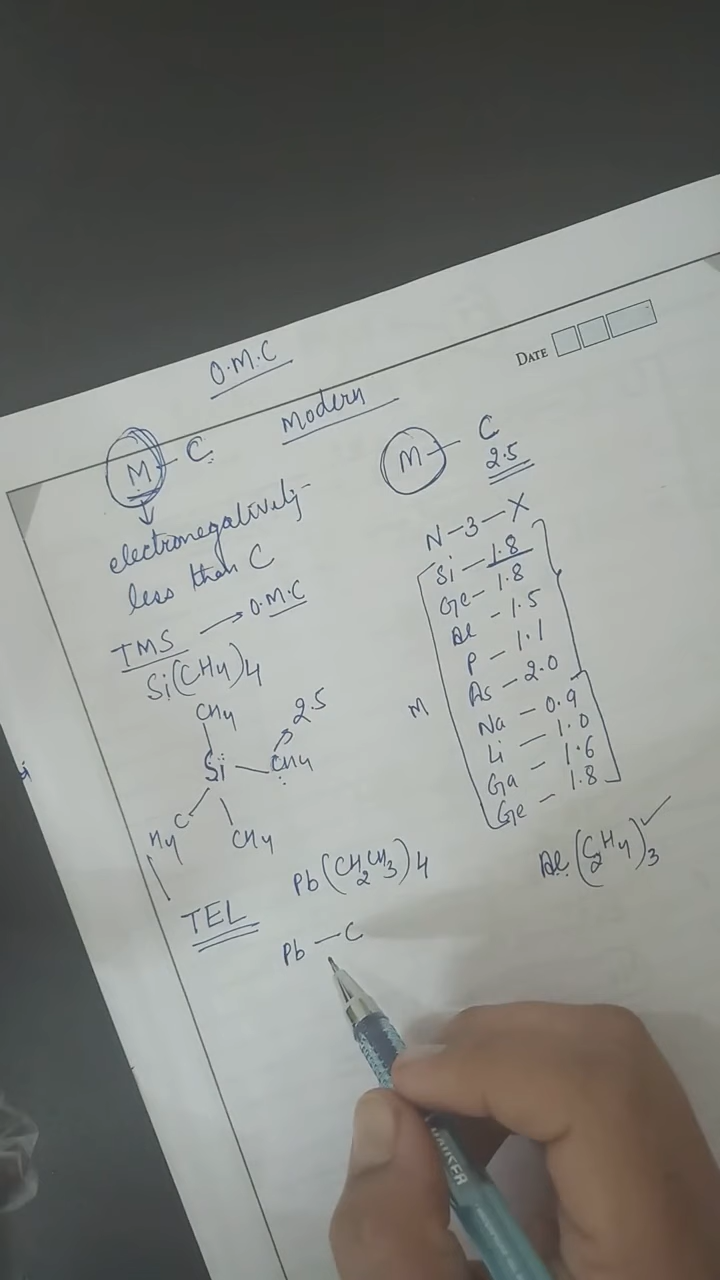 O.M.C
DATE
Modern
M - C
electronegativity
less than C
TMS → O.M.C
Si(CH4)4
CH4
2.5
Si - CH4
H4C
CH4
M - C
2.5
N - 3 - X
Si - 1.8
Ge - 1.8
Al - 1.5
P - 1.1
As - 2.0
Na - 0.9
Li - 1.0
Ga - 1.6
Ge - 1.8
M
TEL
Pb(CH2CH3)4
Al(C2H4)3 ✓
Pb - C